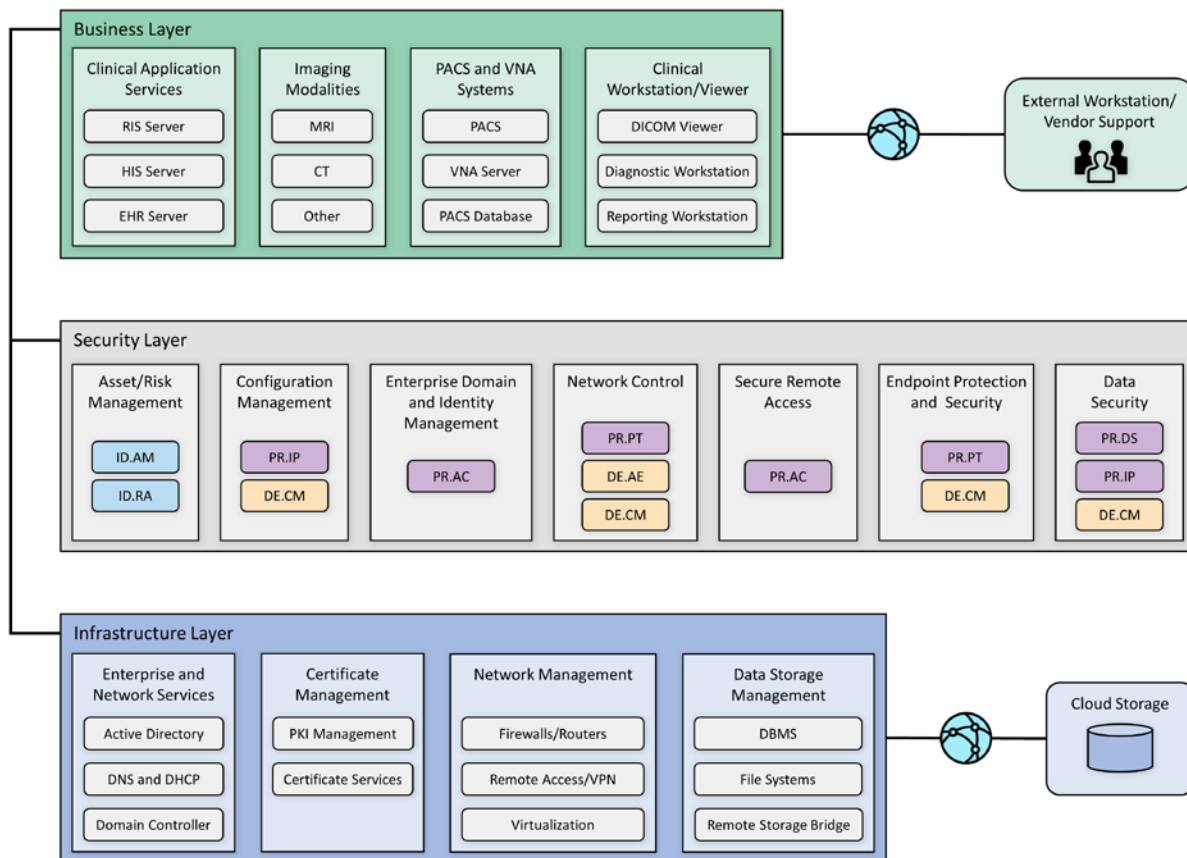 Business Layer
Clinical Application
Services
RIS Server
HIS Server
EHR Server
Imaging
Modalities
MRI
CT
Other
PACS and VNA
Systems
PACS
VNA Server
PACS Database
Clinical
Workstation/Viewer
DICOM Viewer
Diagnostic Workstation
Reporting Workstation
External Workstation/
Vendor Support
Security Layer
Asset/Risk
Management
ID.AM
ID.RA
Configuration
Management
PR.IP
DE.CM
Enterprise Domain
and Identity
Management
PR.AC
Network Control
PR.PT
DE.AE
DE.CM
Secure Remote
Access
PR.AC
Endpoint Protection
and Security
PR.PT
DE.CM
Data
Security
PR.DS
PR.IP
DE.CM
Infrastructure Layer
Enterprise and
Network Services
Active Directory
DNS and DHCP
Domain Controller
Certificate
Management
PKI Management
Certificate Services
Network Management
Firewalls/Routers
Remote Access/VPN
Virtualization
Data Storage
Management
DBMS
File Systems
Remote Storage Bridge
Cloud Storage